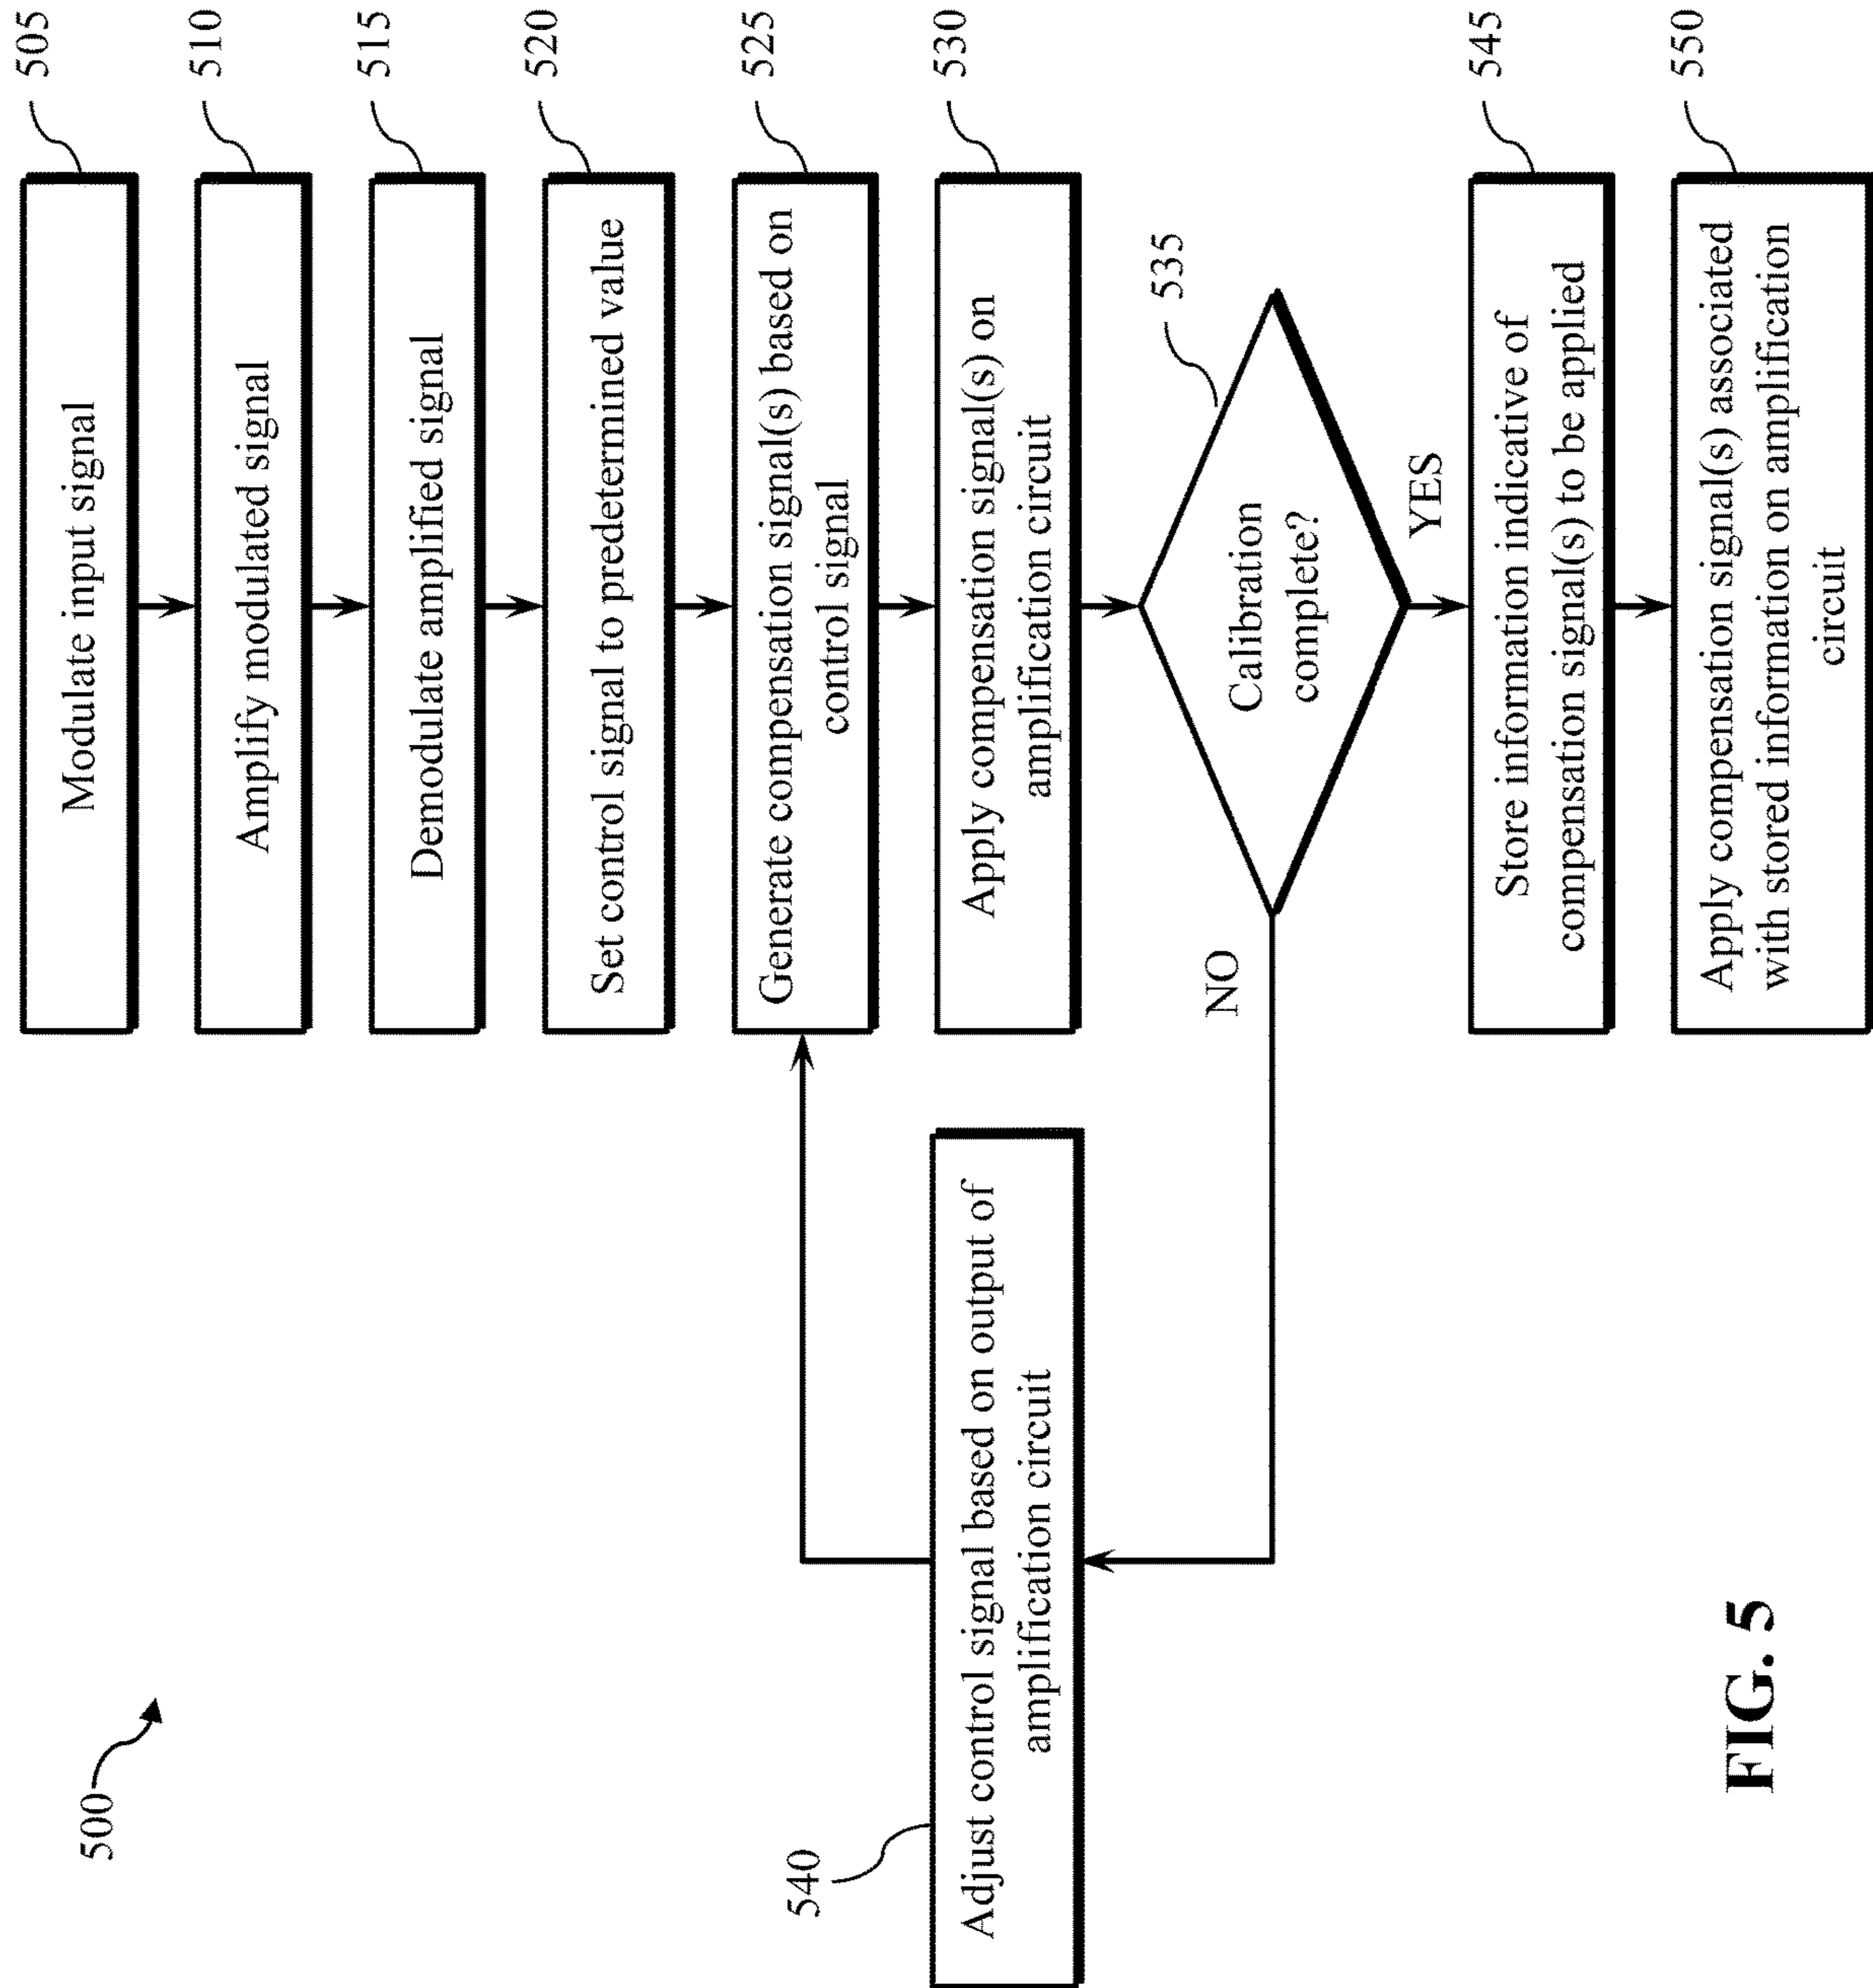 500
Modulate input signal
505
Amplify modulated signal
510
Demodulate amplified signal
515
Set control signal to predetermined value
520
Generate compensation signal(s) based on
control signal
525
Apply compensation signal(s) on
amplification circuit
530
Calibration
complete?
535
NO
YES
540
Adjust control signal based on output of
amplification circuit
Store information indicative of
compensation signal(s) to be applied
545
Apply compensation signal(s) associated
with stored information on amplification
circuit
550
FIG. 5